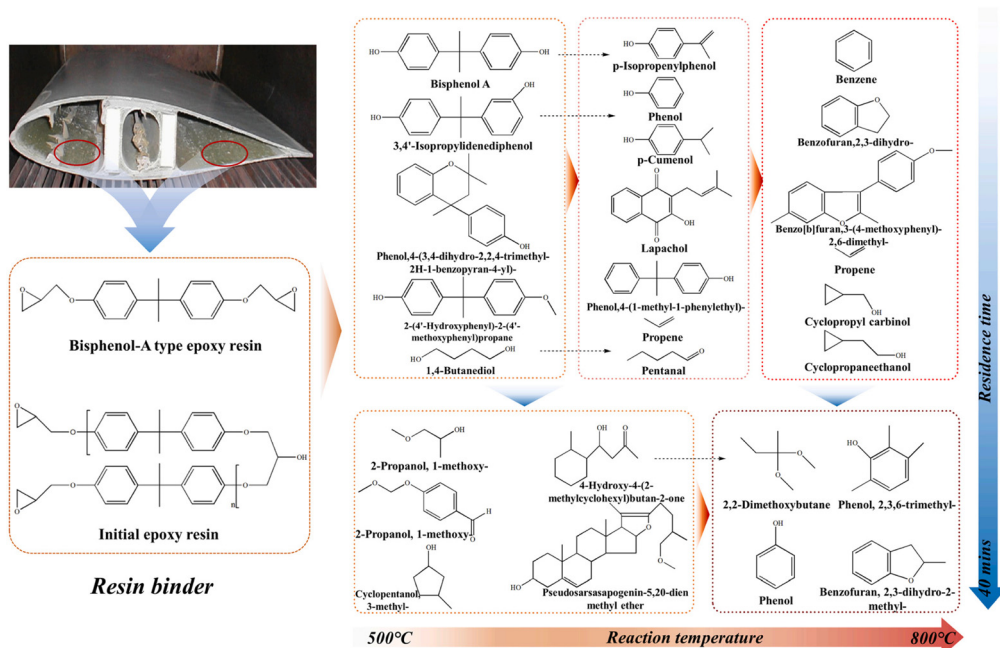 HO
OH
Bisphenol A
HO
OH
3,4'-Isopropylidenediphenol
O
OH
Phenol,4-(3,4-dihydro-2,2,4-trimethyl-
2H-1-benzopyran-4-yl)-
HO
O
2-(4'-Hydroxyphenyl)-2-(4'-
methoxyphenyl)propane
HO
OH
1,4-Butanediol
HO
p-Isopropenylphenol
HO
Phenol
HO
p-Cumenol
O
OH
O
Lapachol
OH
Phenol,4-(1-methyl-1-phenylethyl)-
Propene
O
Pentanal
Benzene
O
Benzofuran,2,3-dihydro-
O
O
Benzo[b]furan,3-(4-methoxyphenyl)-
2,6-dimethyl-
Propene
OH
Cyclopropyl carbinol
OH
Cyclopropaneethanol
O
O
O
O
Bisphenol-A type epoxy resin
O
O
O
OH
O
O
O
n
Initial epoxy resin
Resin binder
OH
O
2-Propanol, 1-methoxy-
O
O
O
2-Propanol, 1-methoxy-
OH
Cyclopentanol,
3-methyl-
OH
O
4-Hydroxy-4-(2-
methylcyclohexyl)butan-2-one
O
O
HO
Pseudosarsasapogenin-5,20-dien
methyl ether
O
O
2,2-Dimethoxybutane
HO
Phenol, 2,3,6-trimethyl-
OH
Phenol
O
Benzofuran, 2,3-dihydro-2-
methyl-
Residence time
40 mins
500°C
Reaction temperature
800°C